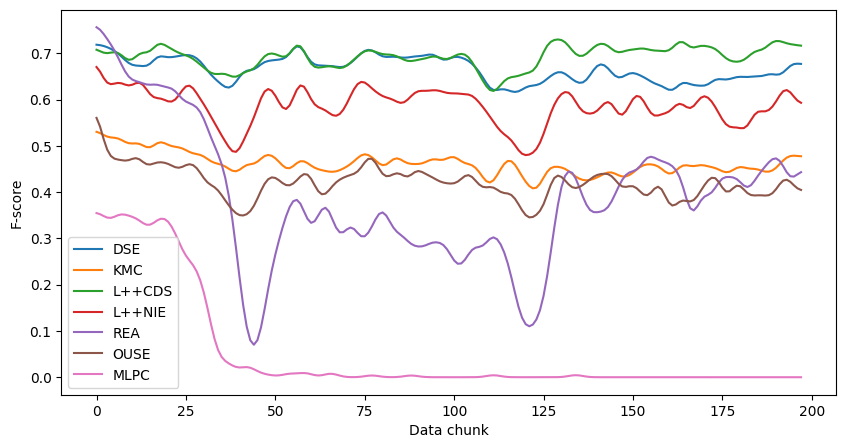 F-score
0.7
0.6
0.5
0.4
0.3
0.2
0.1
0.0
DSE
KMC
L++CDS
L++NIE
REA
OUSE
MLPC
0 25 50 75 100 125 150 175 200
Data chunk